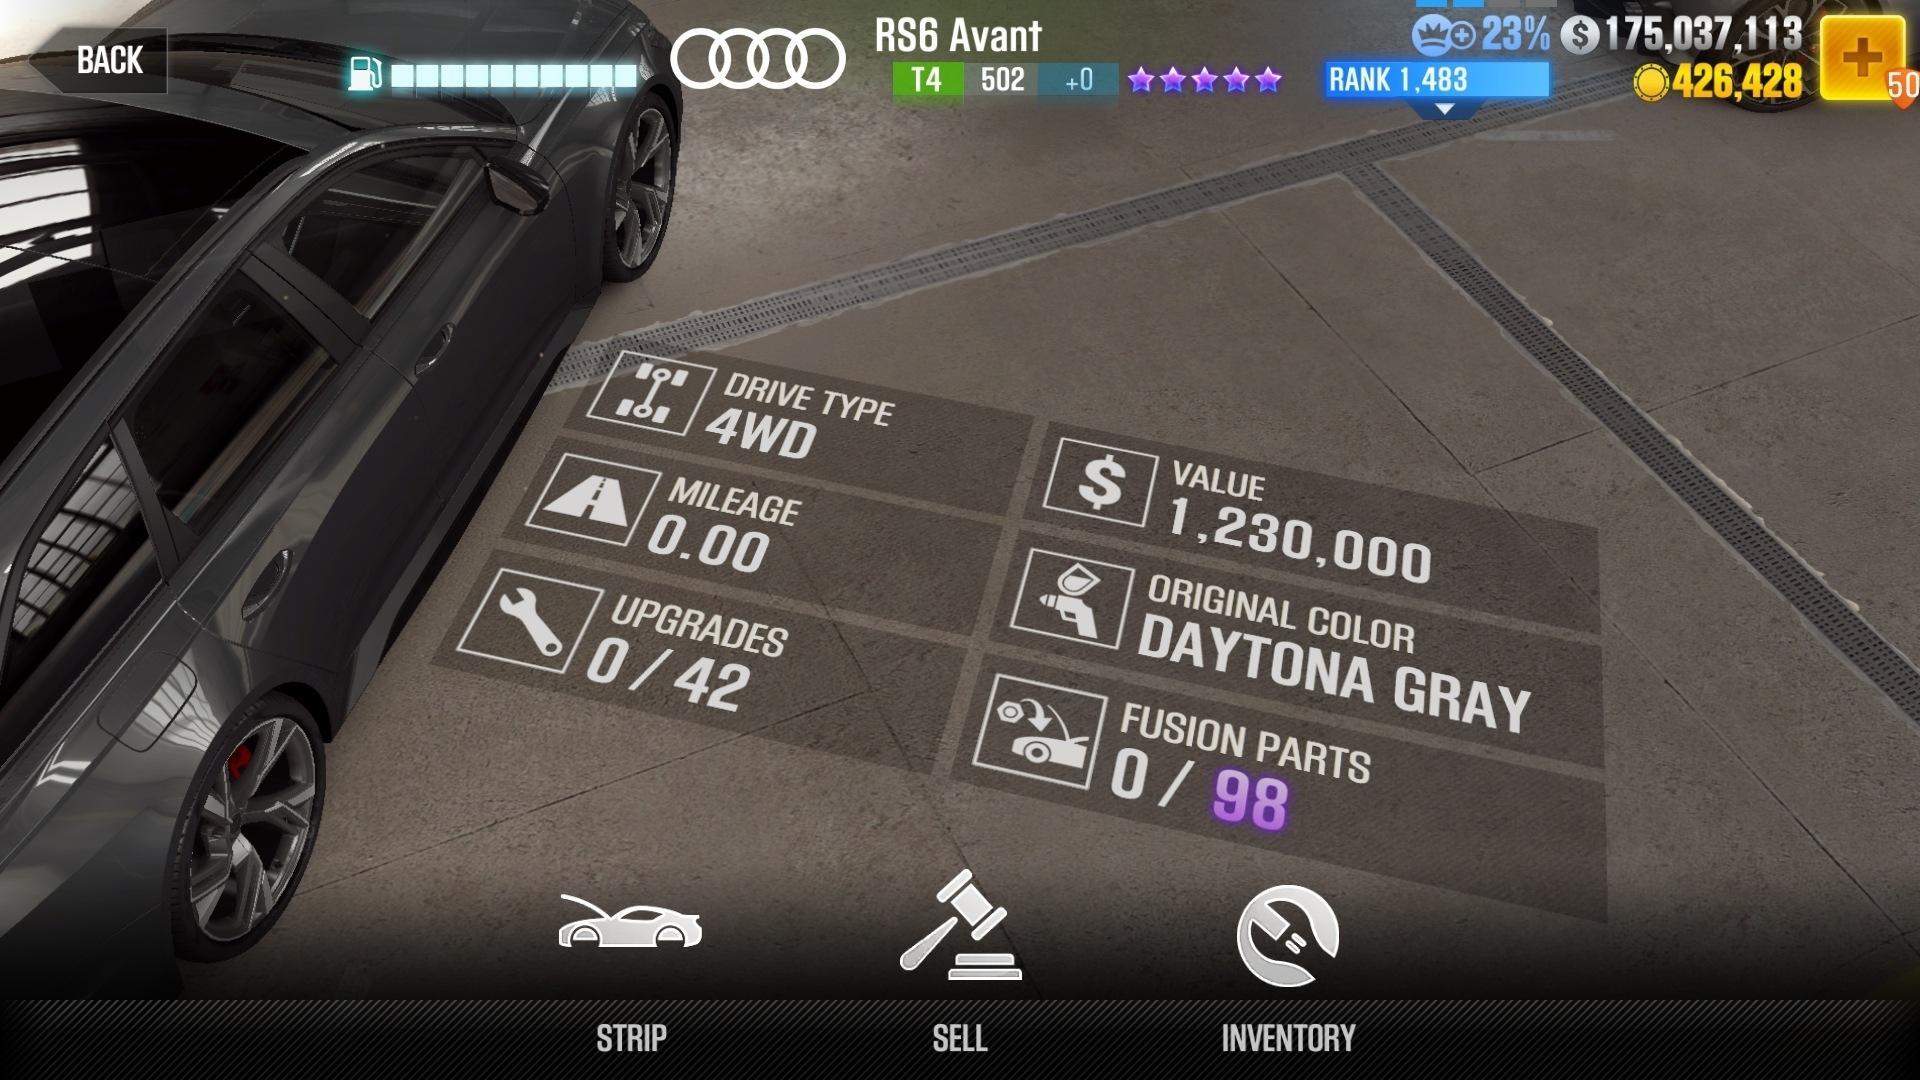 BACK
RS6 Avant
T4 502 +0
23%
RANK 1,483
$ 175,037,113
426,428
50
DRIVE TYPE
4WD
MILEAGE
0.00
UPGRADES
0 / 42
$ VALUE
1,230,000
ORIGINAL COLOR
DAYTONA GRAY
FUSION PARTS
0 / 98
STRIP
SELL
INVENTORY